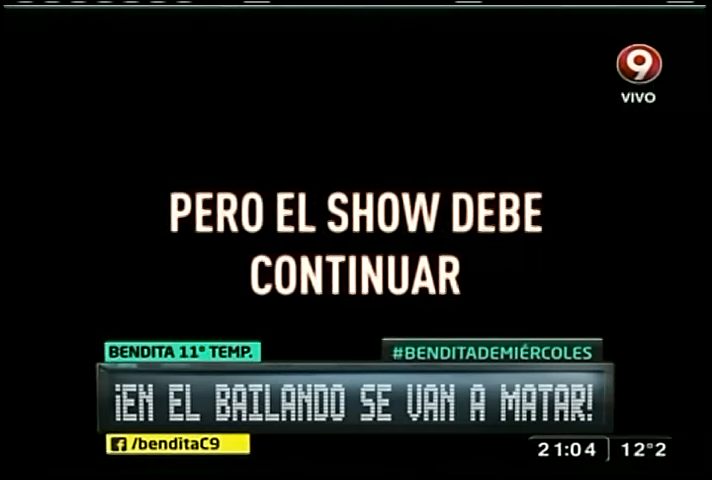 9
VIVO
PERO EL SHOW DEBE
CONTINUAR
BENDITA 11° TEMP.
#BENDITADEMIÉRCOLES
¡EN EL BAILANDO SE VAN A MATAR!
f /benditaC9
21:04
12°2